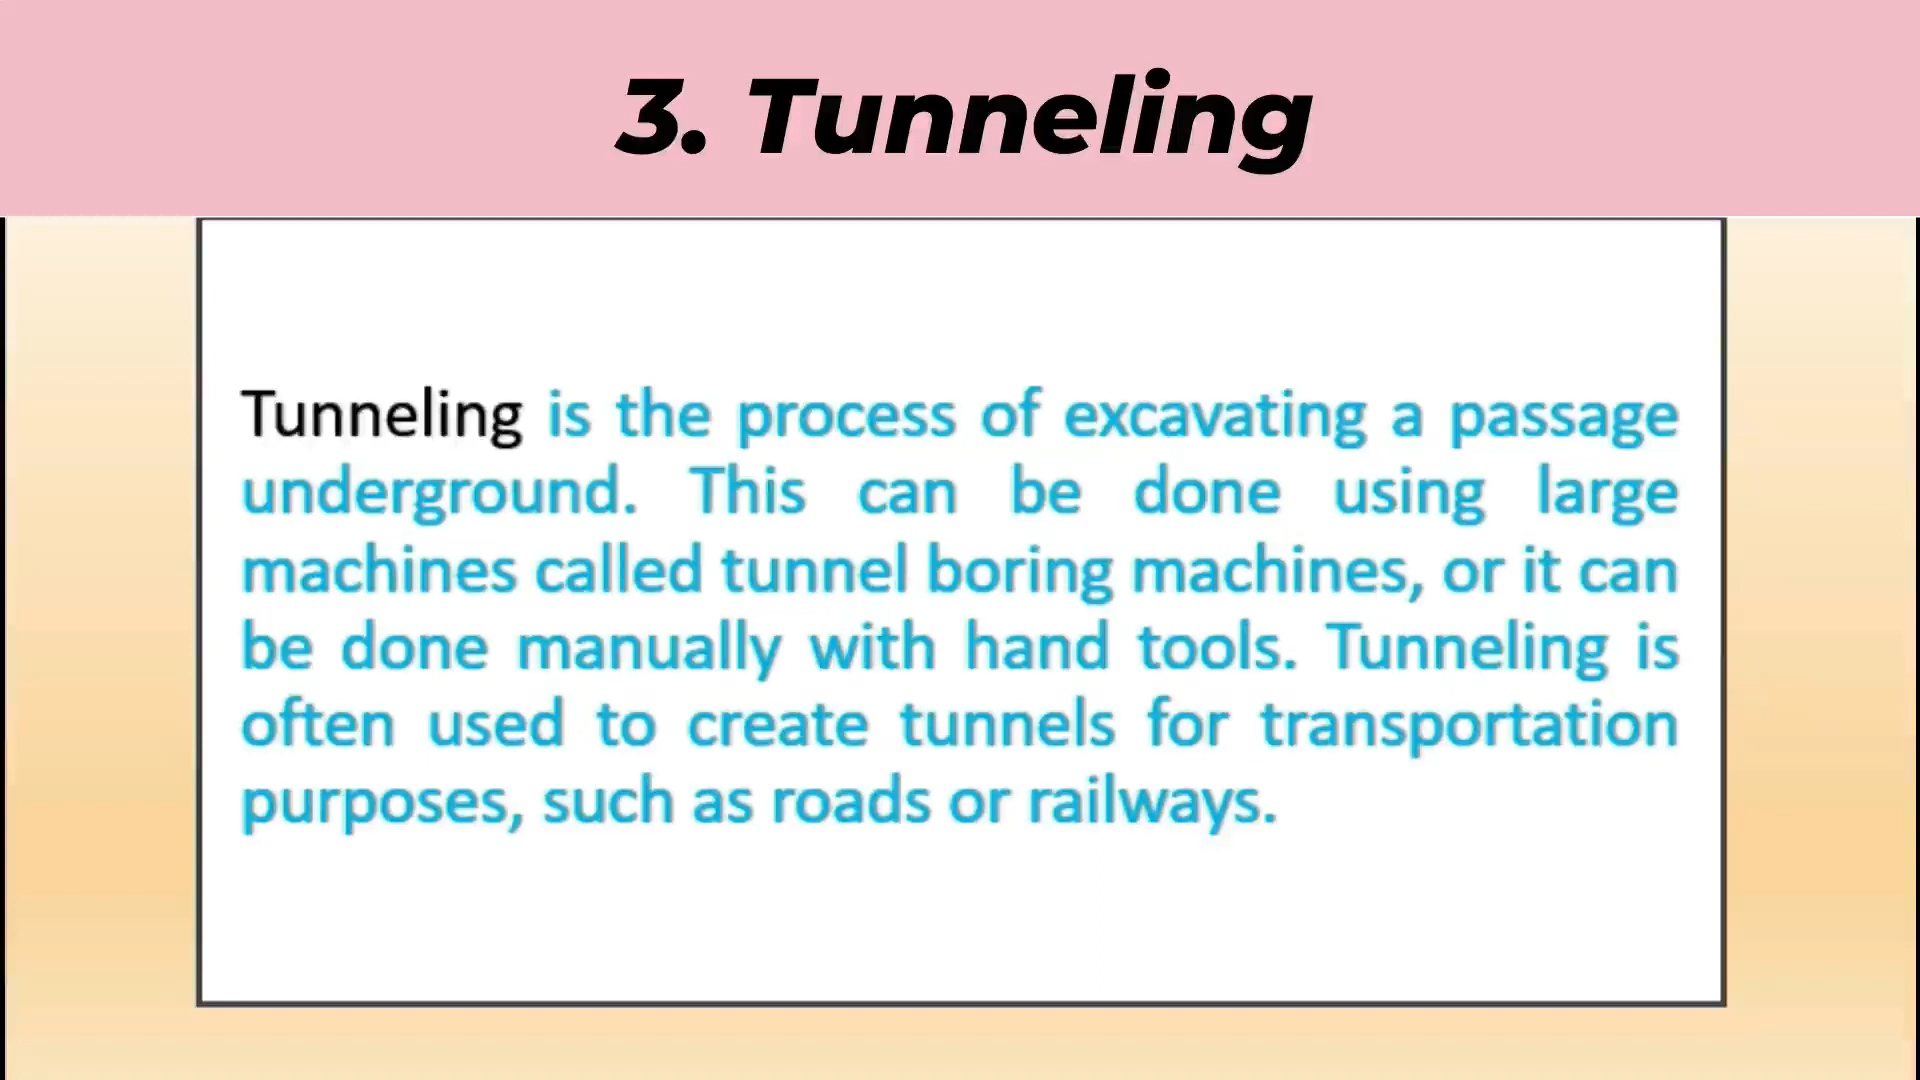 3. Tunneling
Tunneling is the process of excavating a passage
underground. This can be done using large
machines called tunnel boring machines, or it can
be done manually with hand tools. Tunneling is
often used to create tunnels for transportation
purposes, such as roads or railways.